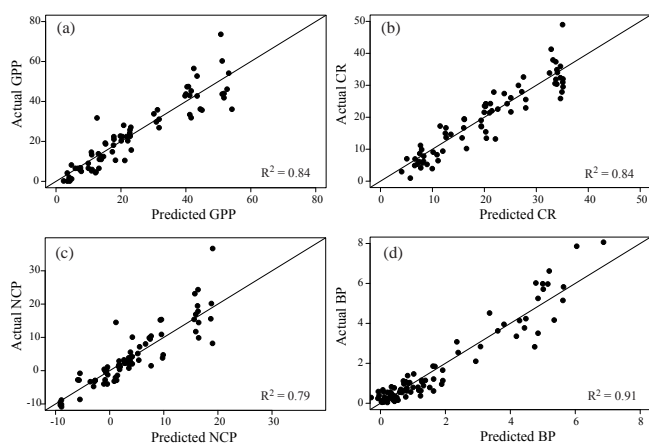 (a)
Actual GPP
80
60
40
20
0
0 20 40 60 80
Predicted GPP
R² = 0.84
(b)
Actual CR
50
40
30
20
10
0
0 10 20 30 40 50
Predicted CR
R² = 0.84
(c)
Actual NCP
30
20
10
0
-10
-10 0 10 20 30
Predicted NCP
R² = 0.79
(d)
Actual BP
8
6
4
2
0
0 2 4 6 8
Predicted BP
R² = 0.91